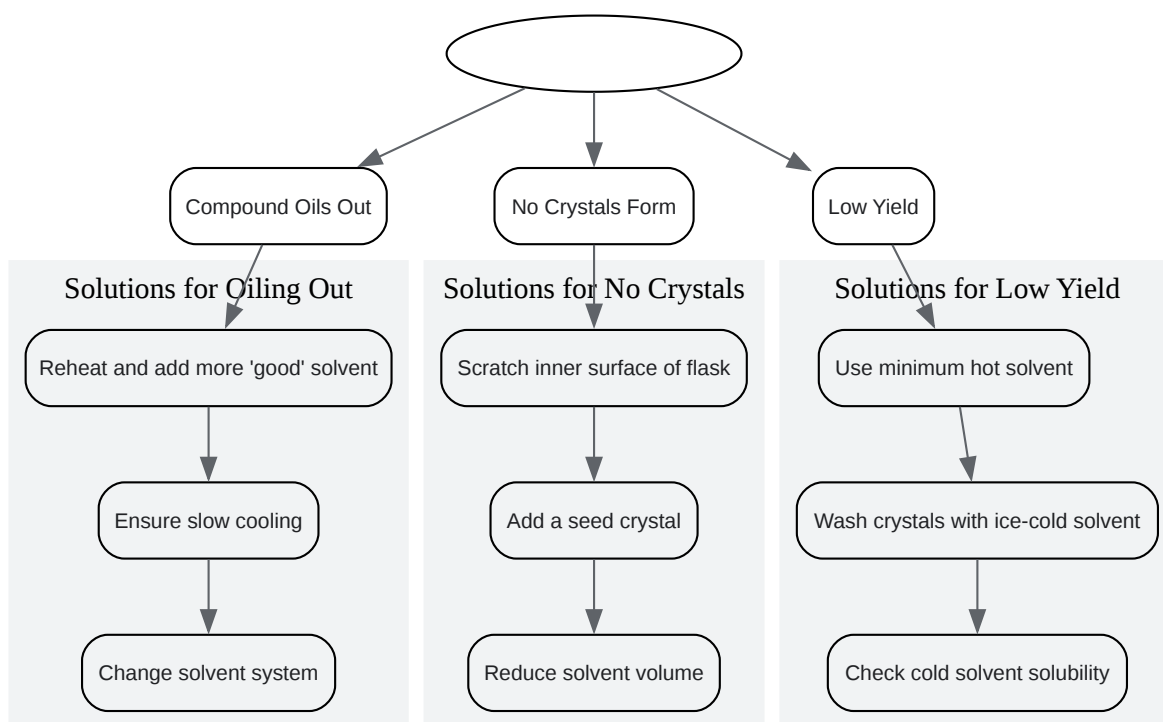 Compound Oils Out
No Crystals Form
Low Yield
Solutions for Oiling Out
Solutions for No Crystals
Solutions for Low Yield
Reheat and add more 'good' solvent
Scratch inner surface of flask
Use minimum hot solvent
Ensure slow cooling
Add a seed crystal
Wash crystals with ice-cold solvent
Change solvent system
Reduce solvent volume
Check cold solvent solubility